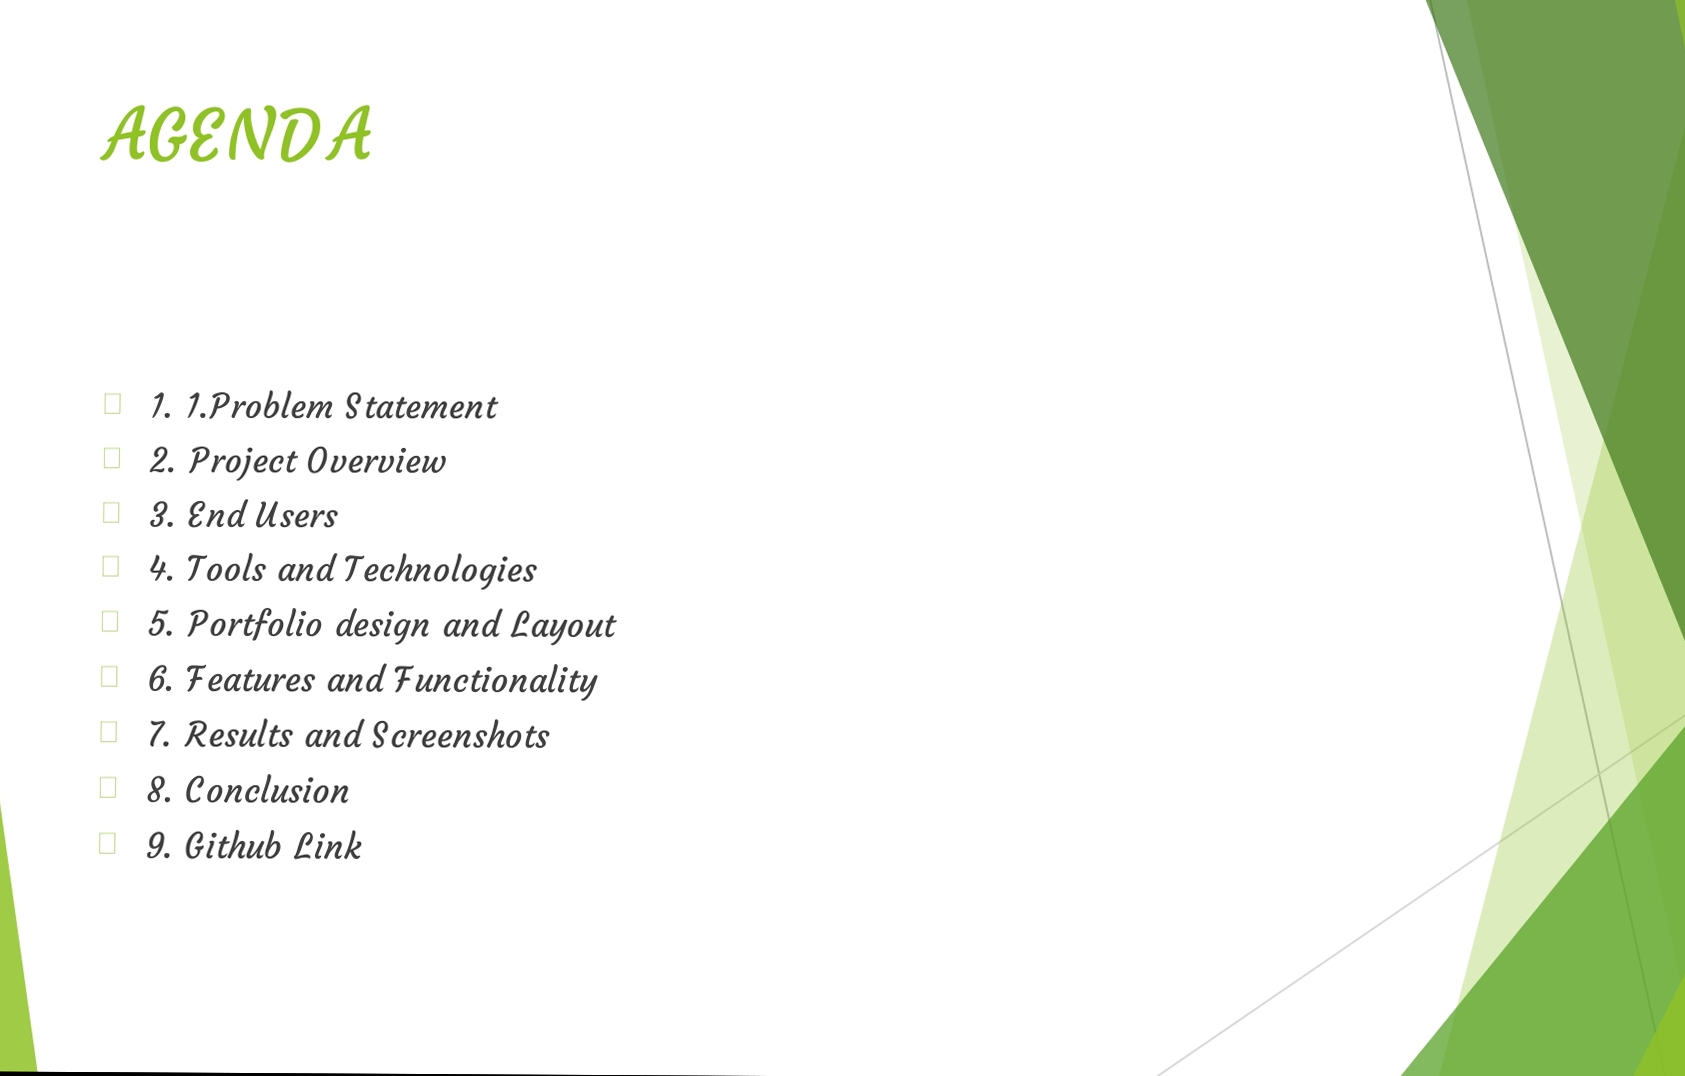 AGENDA
1. 1.Problem Statement
2. Project Overview
3. End Users
4. Tools and Technologies
5. Portfolio design and Layout
6. Features and Functionality
7. Results and Screenshots
8. Conclusion
9. Github Link